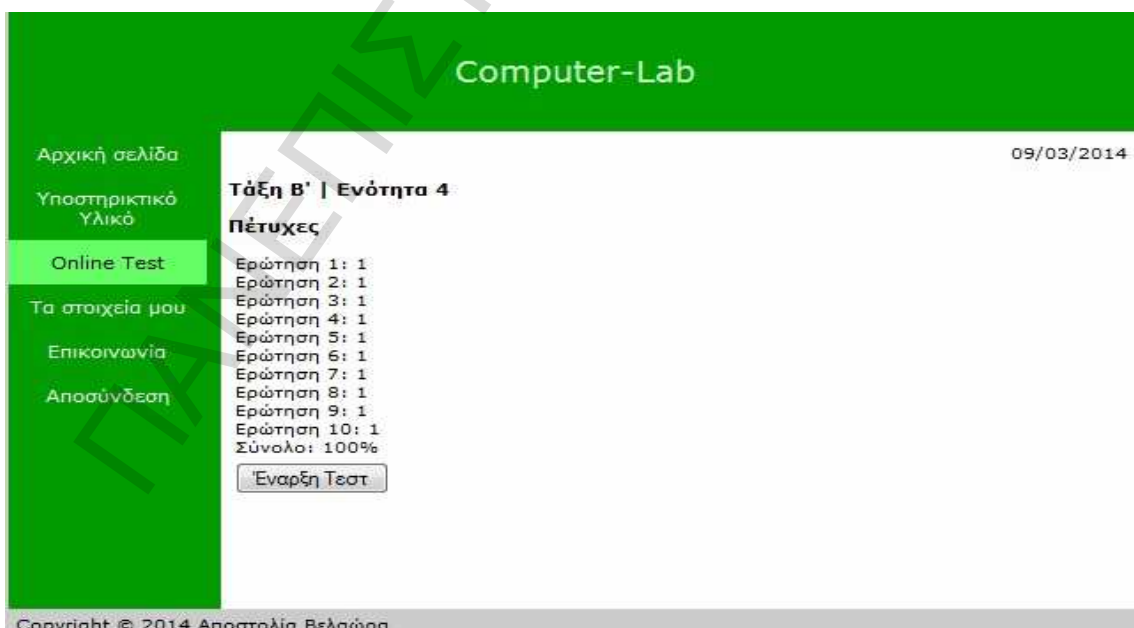 Computer-Lab
Αρχική σελίδα
Υποστηρικτικό
Υλικό
Online Test
Τα στοιχεία μου
Επικοινωνία
Αποσύνδεση
09/03/2014
Τάξη Β' | Ενότητα 4
Πέτυχες
Ερώτηση 1: 1
Ερώτηση 2: 1
Ερώτηση 3: 1
Ερώτηση 4: 1
Ερώτηση 5: 1
Ερώτηση 6: 1
Ερώτηση 7: 1
Ερώτηση 8: 1
Ερώτηση 9: 1
Ερώτηση 10: 1
Σύνολο: 100%
Έναρξη Τεστ
Copyright © 2014 Αποστολία